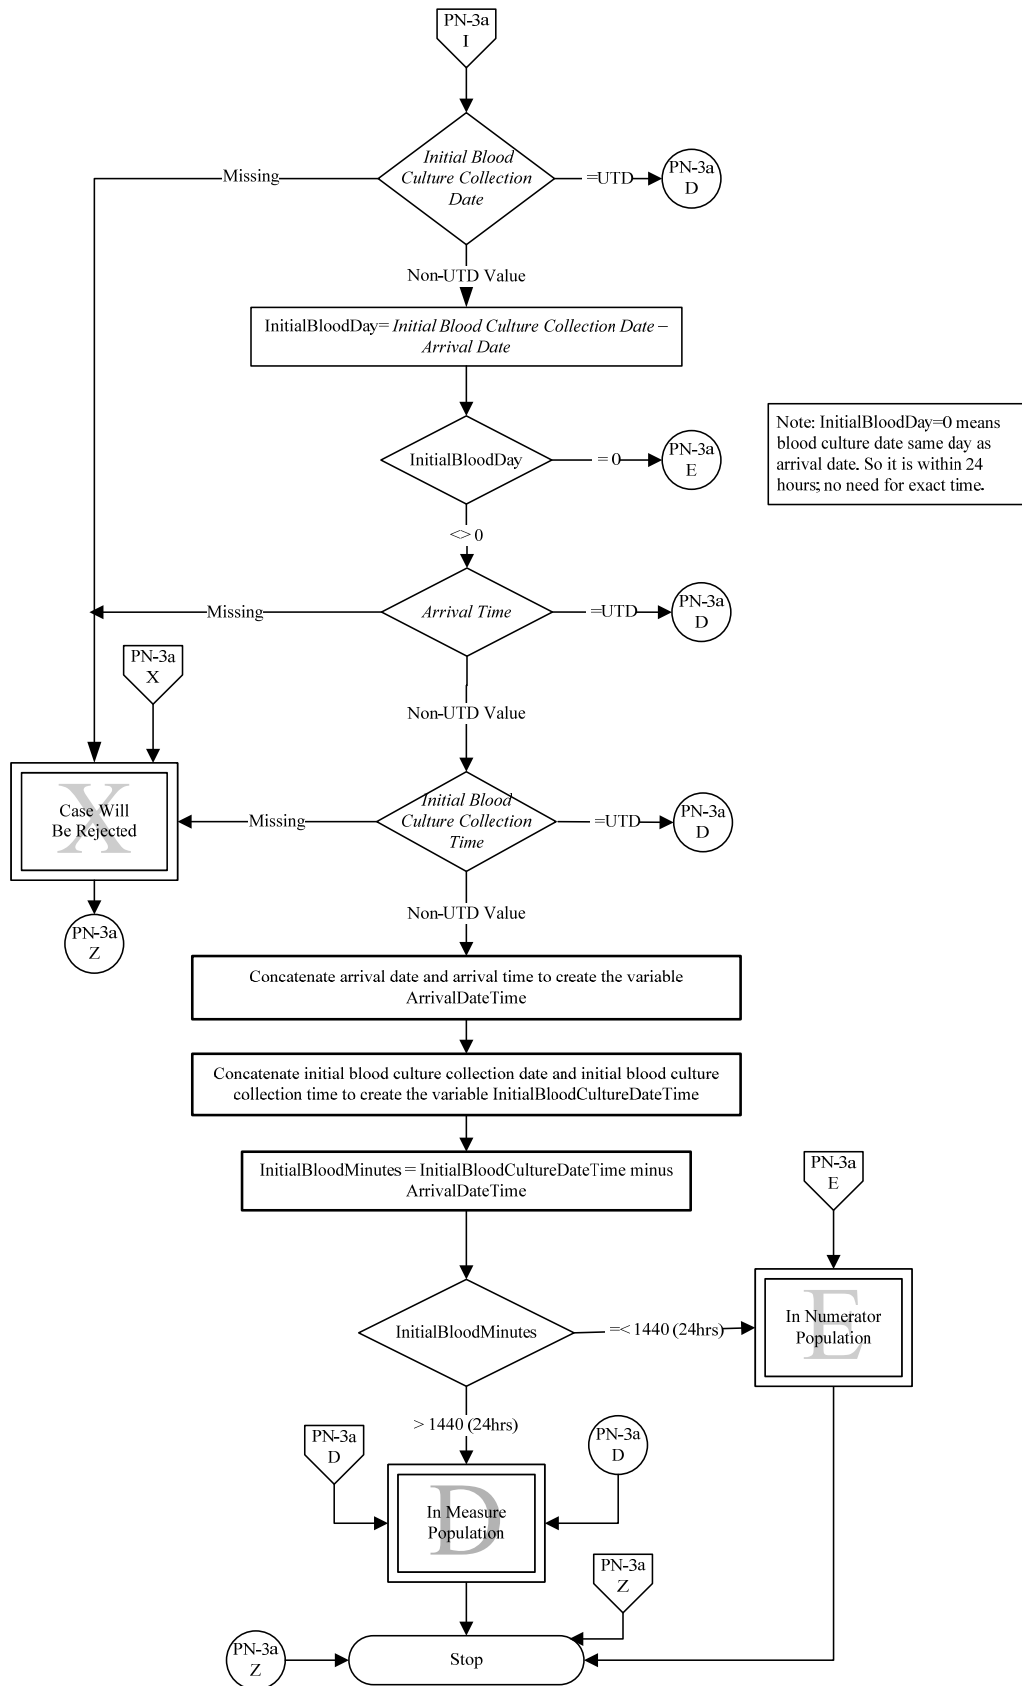 PN-3a
I
Initial Blood
Culture Collection
Date
Missing
=UTD
PN-3a
D
Non-UTD Value
InitialBloodDay= Initial Blood Culture Collection Date –
Arrival Date
InitialBloodDay
= 0
PN-3a
E
Note: InitialBloodDay=0 means
blood culture date same day as
arrival date. So it is within 24
hours; no need for exact time.
<> 0
Arrival Time
Missing
=UTD
PN-3a
D
PN-3a
X
Non-UTD Value
X
Case Will
Be Rejected
Missing
Initial Blood
Culture Collection
Time
=UTD
PN-3a
D
PN-3a
Z
Non-UTD Value
Concatenate arrival date and arrival time to create the variable
ArrivalDateTime
Concatenate initial blood culture collection date and initial blood culture
collection time to create the variable InitialBloodCultureDateTime
InitialBloodMinutes = InitialBloodCultureDateTime minus
ArrivalDateTime
PN-3a
E
InitialBloodMinutes
=< 1440 (24hrs)
E
In Numerator
Population
> 1440 (24hrs)
PN-3a
D
PN-3a
D
D
In Measure
Population
PN-3a
Z
PN-3a
Z
Stop